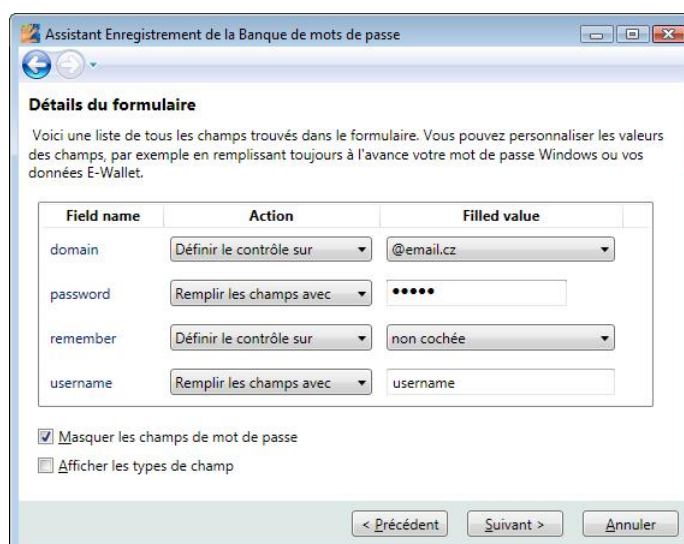 Assistant Enregistrement de la Banque de mots de passe
Détails du formulaire
Voici une liste de tous les champs trouvés dans le formulaire. Vous pouvez personnaliser les valeurs
des champs, par exemple en remplissant toujours à l'avance votre mot de passe Windows ou vos
données E-Wallet.
Field name Action Filled value
domain Définir le contrôle sur @email.cz
password Remplir les champs avec •••••
remember Définir le contrôle sur non cochée
username Remplir les champs avec username
Masquer les champs de mot de passe
Afficher les types de champ
< Précédent Suivant > Annuler